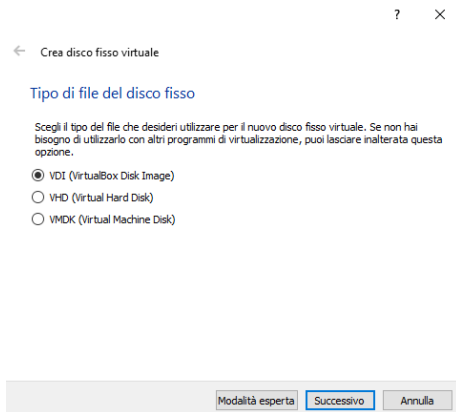 ?
Crea disco fisso virtuale
Tipo di file del disco fisso
Scegli il tipo del file che desideri utilizzare per il nuovo disco fisso virtuale. Se non hai
bisogno di utilizzarlo con altri programmi di virtualizzazione, puoi lasciare inalterata questa
opzione.
VDI (VirtualBox Disk Image)
VHD (Virtual Hard Disk)
VMDK (Virtual Machine Disk)
Modalità esperta Successivo Annulla